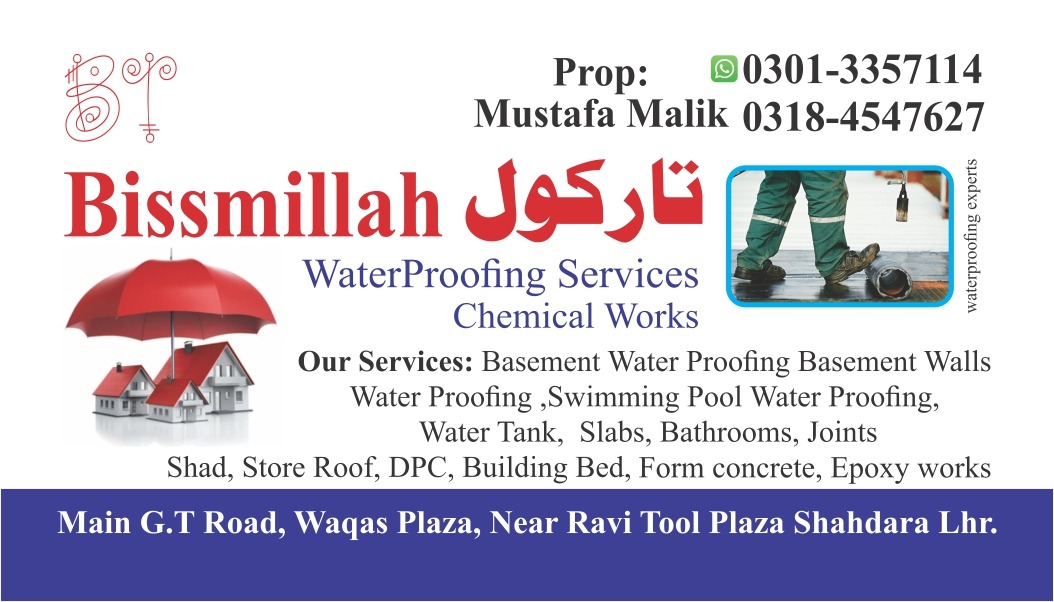 BT
Prop:
Mustafa Malik
0301-3357114
0318-4547627
Bissmillah تارکول
WaterProofing Services
Chemical Works
waterproofing experts
Our Services: Basement Water Proofing Basement Walls
Water Proofing ,Swimming Pool Water Proofing,
Water Tank, Slabs, Bathrooms, Joints
Shad, Store Roof, DPC, Building Bed, Form concrete, Epoxy works
Main G.T Road, Waqas Plaza, Near Ravi Tool Plaza Shahdara Lhr.